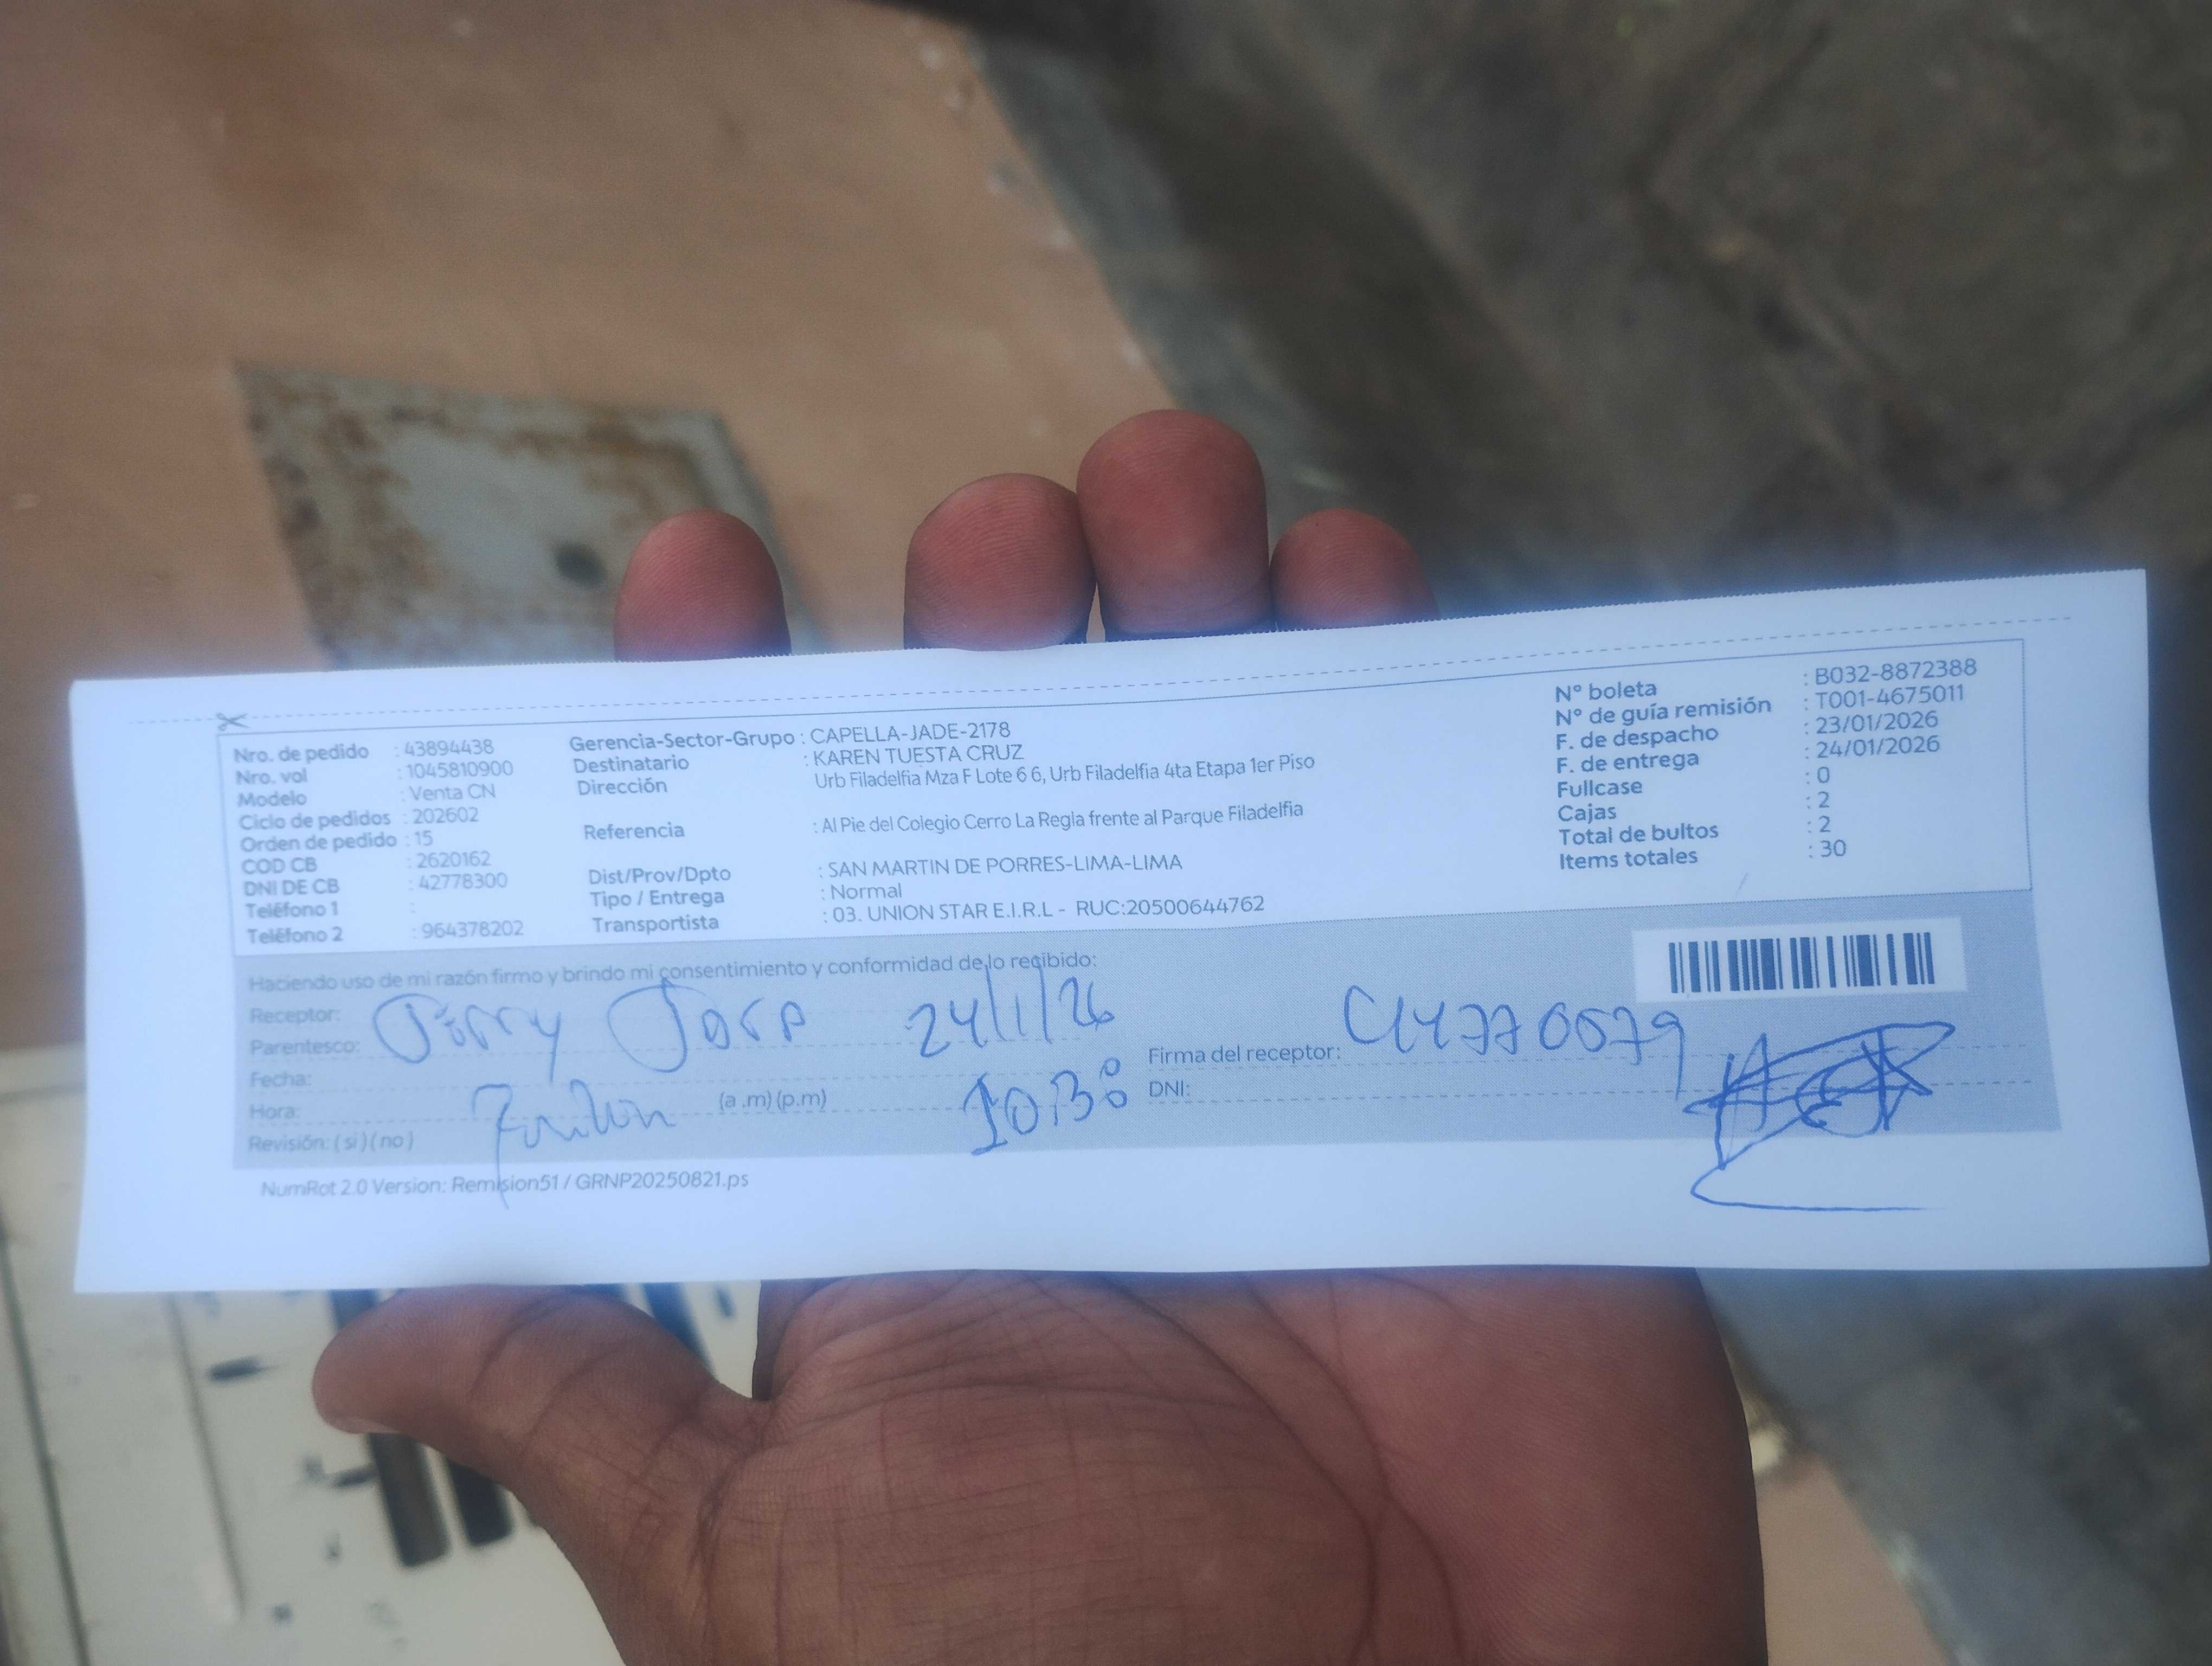 Nro. de pedido : 43894438
Nro. vol : 1045810900
Modelo : Venta CN
Ciclo de pedidos : 202602
Orden de pedido : 15
COD CB : 2620162
DNI DE CB : 42778300
Teléfono 1 :
Teléfono 2 : 964378202
Gerencia-Sector-Grupo : CAPELLA-JADE-2178
Destinatario : KAREN TUESTA CRUZ
Dirección Urb Filadelfia Mza F Lote 6 6, Urb Filadelfia 4ta Etapa 1er Piso
Referencia : Al Pie del Colegio Cerro La Regla frente al Parque Filadelfia
Dist/Prov/Dpto : SAN MARTIN DE PORRES-LIMA-LIMA
Tipo / Entrega : Normal
Transportista : 03. UNION STAR E.I.R.L - RUC:20500644762
N° boleta : B032-8872388
N° de guía remisión : T001-4675011
F. de despacho : 23/01/2026
F. de entrega : 24/01/2026
Fullcase : 0
Cajas : 2
Total de bultos : 2
Items totales : 30
Haciendo uso de mi razón firmo y brindo mi consentimiento y conformidad de lo recibido:
Receptor:
Parentesco: 24/1/26
Fecha: Firma del receptor:
Hora: (a .m) (p.m) 10:30 DNI:
Revisión: ( si ) ( no )
NumRot 2.0 Version: Remision51 / GRNP20250821.ps